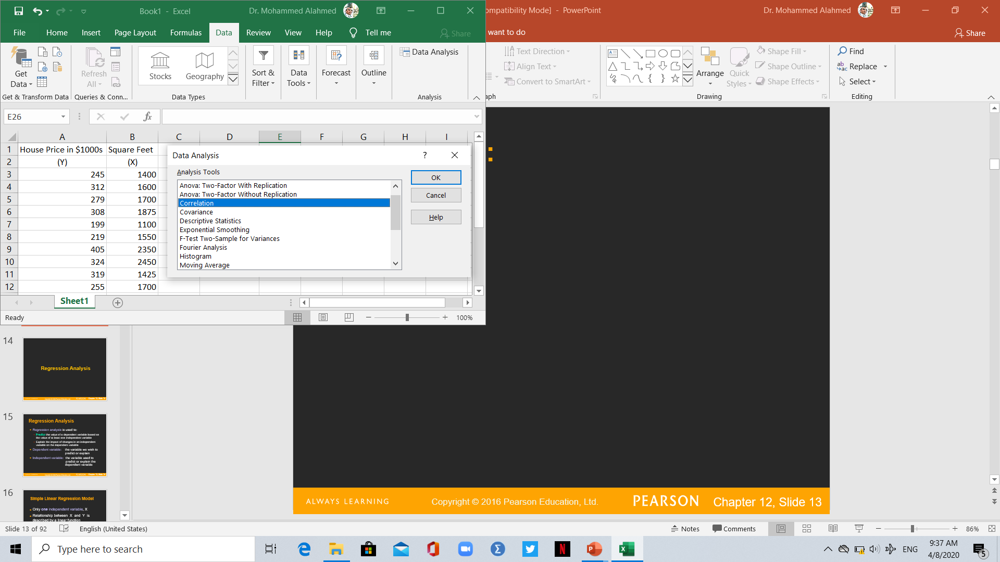 Book1 - Excel
Dr. Mohammed Alahmed
ompatibility Mode] - PowerPoint
Dr. Mohammed Alahmed
File Home Insert Page Layout Formulas Data Review View Help Tell me Share
want to do
Share
Get Data
Refresh All
Stocks
Geography
Sort & Filter
Data Tools
Forecast
Outline
Data Analysis
Get & Transform Data
Queries & Conn...
Data Types
Analysis
Text Direction
Align Text
Convert to SmartArt
aph
Arrange
Quick Styles
Shape Fill
Shape Outline
Shape Effects
Drawing
Find
ab ac Replace
Select
Editing
E26
fx
A B C D E F G H I
1 House Price in $1000s Square Feet
2 (Y) (X)
3 245 1400
4 312 1600
5 279 1700
6 308 1875
7 199 1100
8 219 1550
9 405 2350
10 324 2450
11 319 1425
12 255 1700
Data Analysis ?
Analysis Tools
Anova: Two-Factor With Replication
Anova: Two-Factor Without Replication
Correlation
Covariance
Descriptive Statistics
Exponential Smoothing
F-Test Two-Sample for Variances
Fourier Analysis
Histogram
Moving Average
OK
Cancel
Help
Sheet1
Ready
100%
14
Regression Analysis
15
Regression Analysis
Regression analysis is used to:
Predict the value of a dependent variable based on
the value of at least one independent variable
Explain the impact of changes in an independent
variable on the dependent variable
Dependent variable: the variable we wish to
predict or explain
Independent variable: the variable used to
predict or explain the
dependent variable
16
Simple Linear Regression Model
Only one independent variable, X
Relationship between X and Y is
described by a linear function
ALWAYS LEARNING
Copyright © 2016 Pearson Education, Ltd.
PEARSON
Chapter 12, Slide 13
Slide 13 of 92
English (United States)
Notes
Comments
86%
Type here to search
ENG
9:37 AM
4/8/2020
5